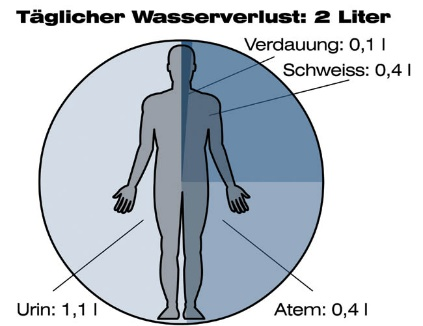 Täglicher Wasserverlust: 2 Liter
Verdauung: 0,1 l
Schweiss: 0,4 l
Urin: 1,1 l
Atem: 0,4 l